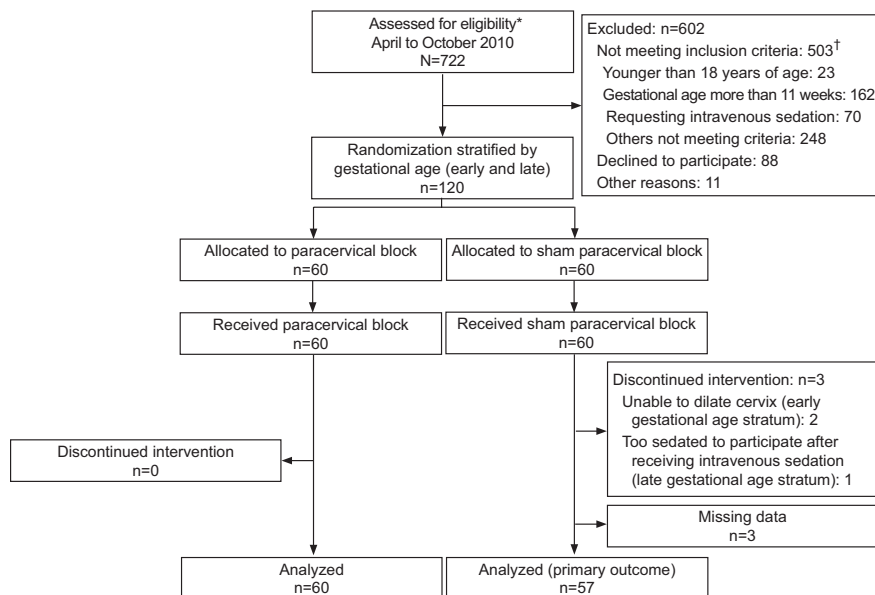 Assessed for eligibility*
April to October 2010
N=722
Excluded: n=602
Not meeting inclusion criteria: 503†
Younger than 18 years of age: 23
Gestational age more than 11 weeks: 162
Requesting intravenous sedation: 70
Others not meeting criteria: 248
Declined to participate: 88
Other reasons: 11
Randomization stratified by
gestational age (early and late)
n=120
Allocated to paracervical block
n=60
Allocated to sham paracervical block
n=60
Received paracervical block
n=60
Received sham paracervical block
n=60
Discontinued intervention: n=3
Unable to dilate cervix (early
gestational age stratum): 2
Too sedated to participate after
receiving intravenous sedation
(late gestational age stratum): 1
Discontinued intervention
n=0
Missing data
n=3
Analyzed
n=60
Analyzed (primary outcome)
n=57